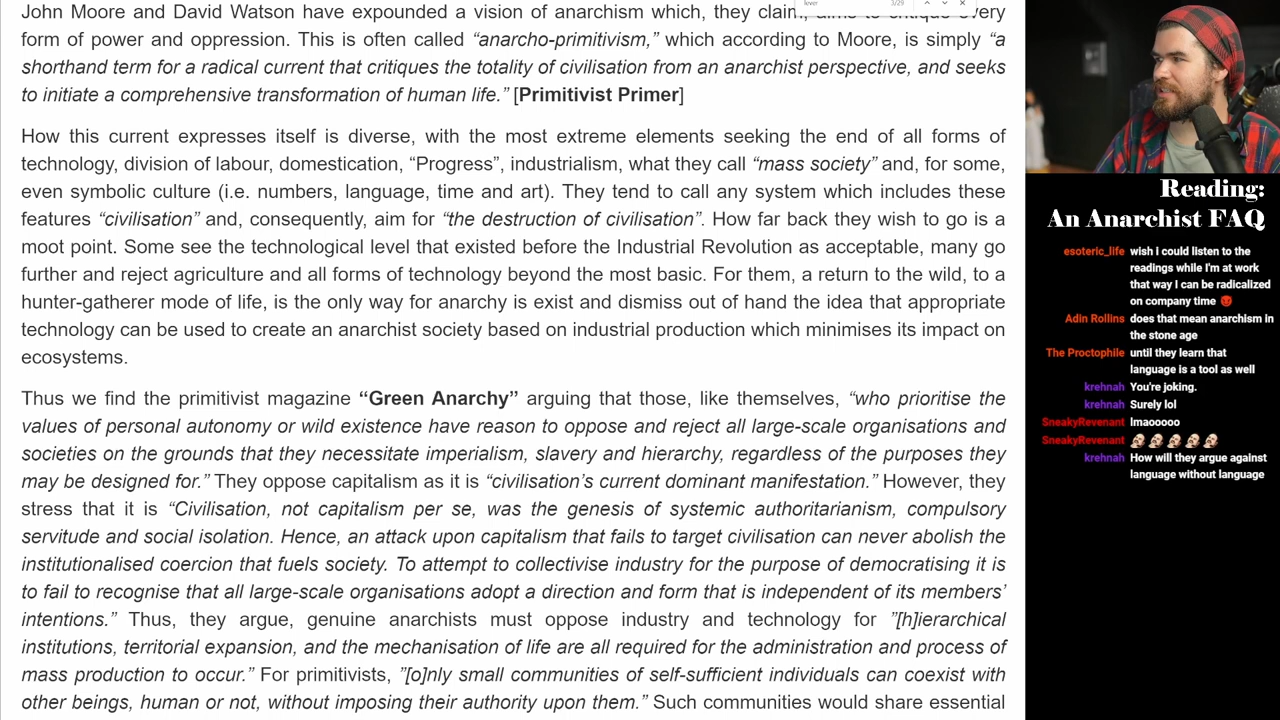 John Moore and David Watson have expounded a vision of anarchism which, they claim, aims to critique every
form of power and oppression. This is often called “anarcho-primitivism,” which according to Moore, is simply “a
shorthand term for a radical current that critiques the totality of civilisation from an anarchist perspective, and seeks
to initiate a comprehensive transformation of human life.” [Primitivist Primer]
How this current expresses itself is diverse, with the most extreme elements seeking the end of all forms of
technology, division of labour, domestication, “Progress”, industrialism, what they call “mass society” and, for some,
even symbolic culture (i.e. numbers, language, time and art). They tend to call any system which includes these
features “civilisation” and, consequently, aim for “the destruction of civilisation”. How far back they wish to go is a
moot point. Some see the technological level that existed before the Industrial Revolution as acceptable, many go
further and reject agriculture and all forms of technology beyond the most basic. For them, a return to the wild, to a
hunter-gatherer mode of life, is the only way for anarchy is exist and dismiss out of hand the idea that appropriate
technology can be used to create an anarchist society based on industrial production which minimises its impact on
ecosystems.
Thus we find the primitivist magazine “Green Anarchy” arguing that those, like themselves, “who prioritise the
values of personal autonomy or wild existence have reason to oppose and reject all large-scale organisations and
societies on the grounds that they necessitate imperialism, slavery and hierarchy, regardless of the purposes they
may be designed for.” They oppose capitalism as it is “civilisation’s current dominant manifestation.” However, they
stress that it is “Civilisation, not capitalism per se, was the genesis of systemic authoritarianism, compulsory
servitude and social isolation. Hence, an attack upon capitalism that fails to target civilisation can never abolish the
institutionalised coercion that fuels society. To attempt to collectivise industry for the purpose of democratising it is
to fail to recognise that all large-scale organisations adopt a direction and form that is independent of its members’
intentions.” Thus, they argue, genuine anarchists must oppose industry and technology for ”[h]ierarchical
institutions, territorial expansion, and the mechanisation of life are all required for the administration and process of
mass production to occur.” For primitivists, ”[o]nly small communities of self-sufficient individuals can coexist with
other beings, human or not, without imposing their authority upon them.” Such communities would share essential
fever 3/29
Reading:
An Anarchist FAQ
esoteric_life wish i could listen to the
readings while I'm at work
that way I can be radicalized
on company time
Adin Rollins does that mean anarchism in
the stone age
The Proctophile until they learn that
language is a tool as well
krehnah You're joking.
krehnah Surely lol
SneakyRevenant lmaooooo
SneakyRevenant
krehnah How will they argue against
language without language